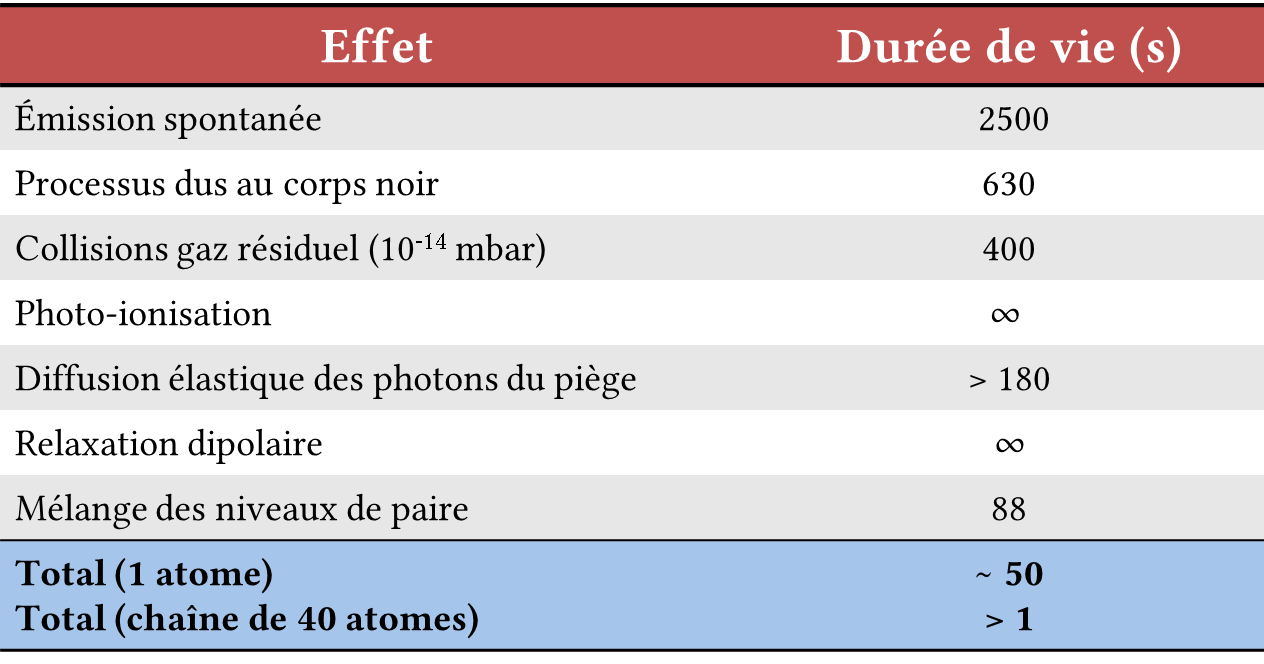 Effet Durée de vie (s)
Émission spontanée 2500
Processus dus au corps noir 630
Collisions gaz résiduel (10⁻¹⁴ mbar) 400
Photo-ionisation ∞
Diffusion élastique des photons du piège > 180
Relaxation dipolaire ∞
Mélange des niveaux de paire 88
Total (1 atome) ~ 50
Total (chaîne de 40 atomes) > 1